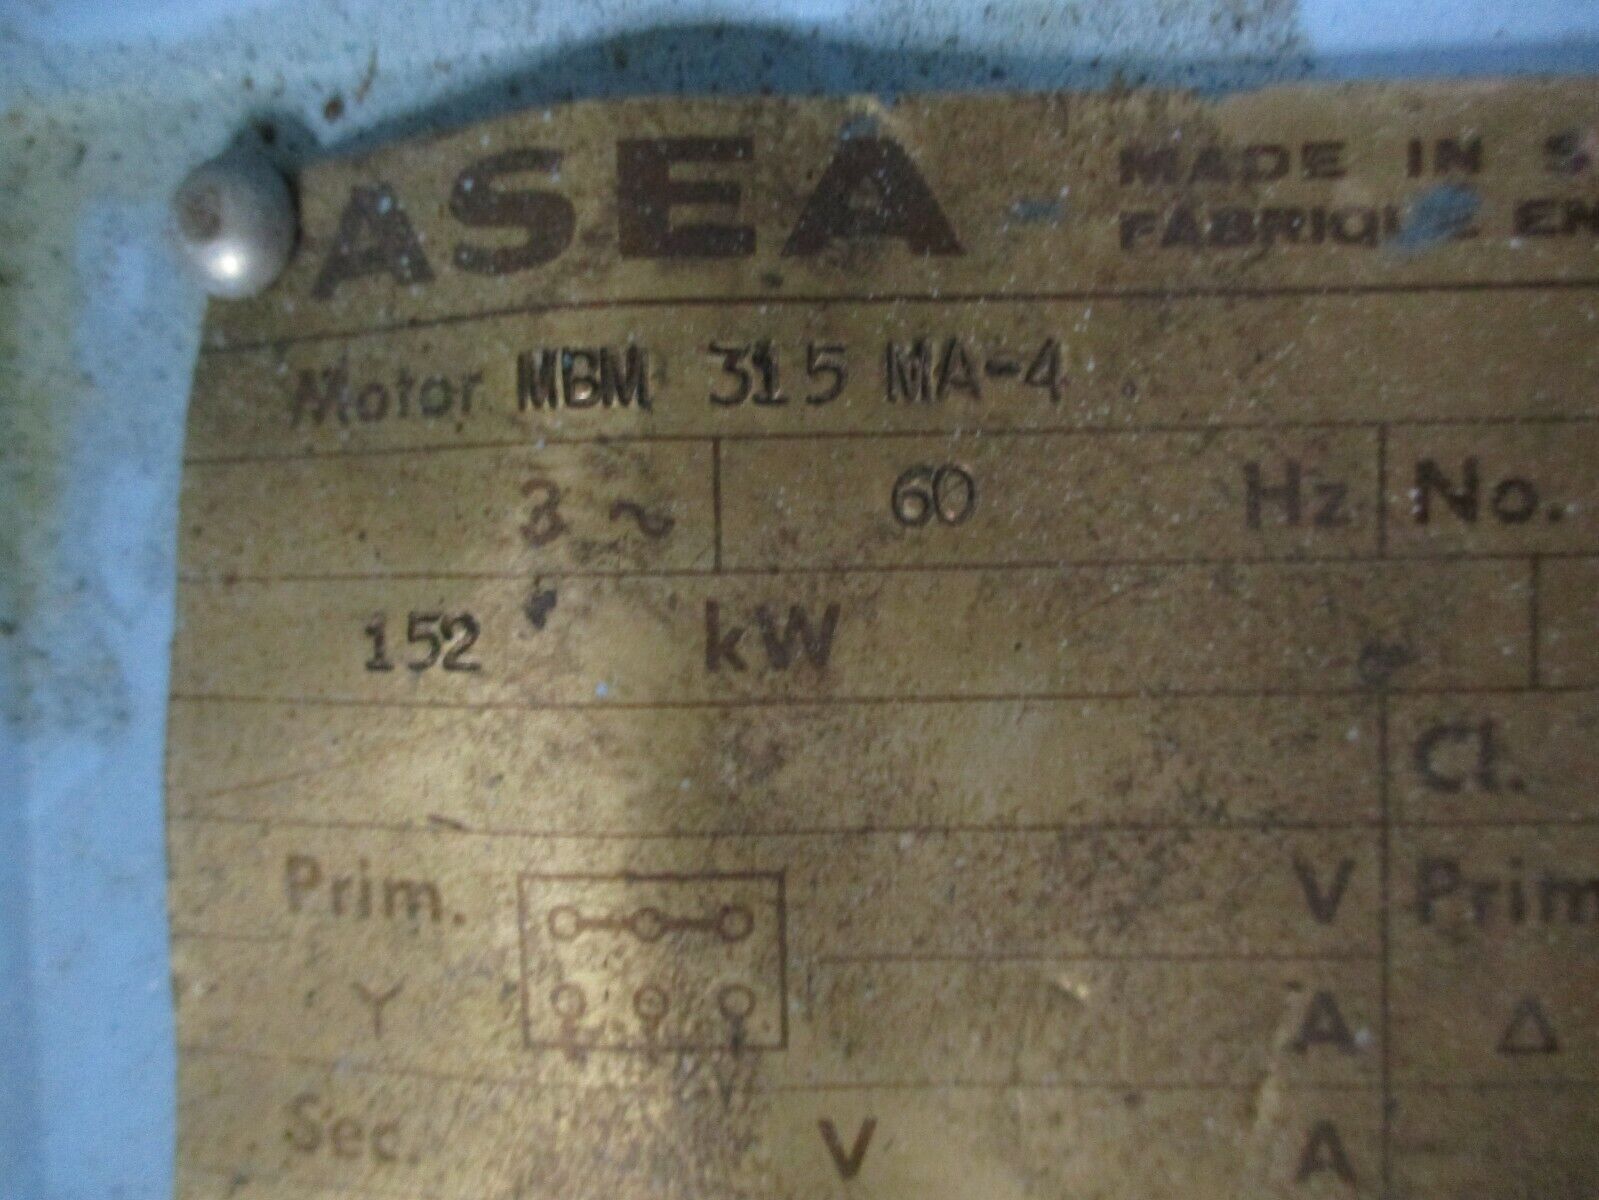 ASEA
MADE IN S
FABRIQUE EN
Motor MBM 315 MA-4
3 ~ 60 Hz No.
152 kW
Cl.
Prim. V Prim
Y A Δ
Sec. V A